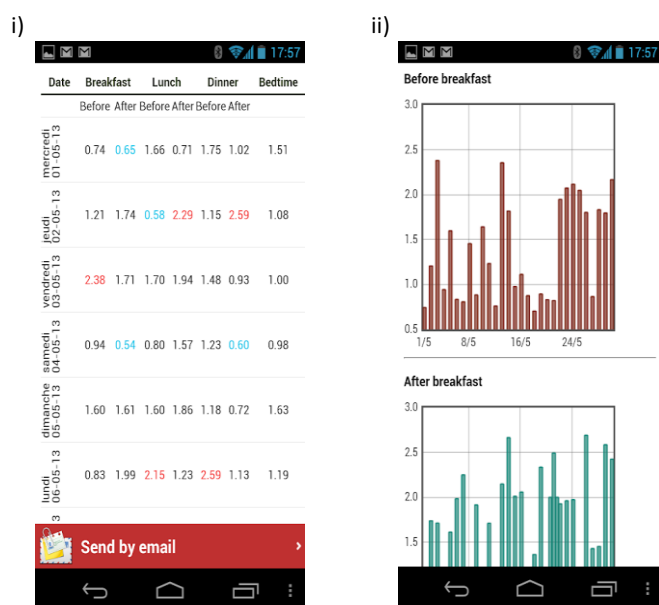 i)
17:57
Date Breakfast Lunch Dinner Bedtime
Before After Before After Before After
mercredi 01-05-13 0.74 0.65 1.66 0.71 1.75 1.02 1.51
jeudi 02-05-13 1.21 1.74 0.58 2.29 1.15 2.59 1.08
vendredi 03-05-13 2.38 1.71 1.70 1.94 1.48 0.93 1.00
samedi 04-05-13 0.94 0.54 0.80 1.57 1.23 0.60 0.98
dimanche 05-05-13 1.60 1.61 1.60 1.86 1.18 0.72 1.63
lundi 06-05-13 0.83 1.99 2.15 1.23 2.59 1.13 1.19
3
Send by email
ii)
17:57
Before breakfast
3.0
2.5
2.0
1.5
1.0
0.5
1/5 8/5 16/5 24/5
After breakfast
3.0
2.5
2.0
1.5